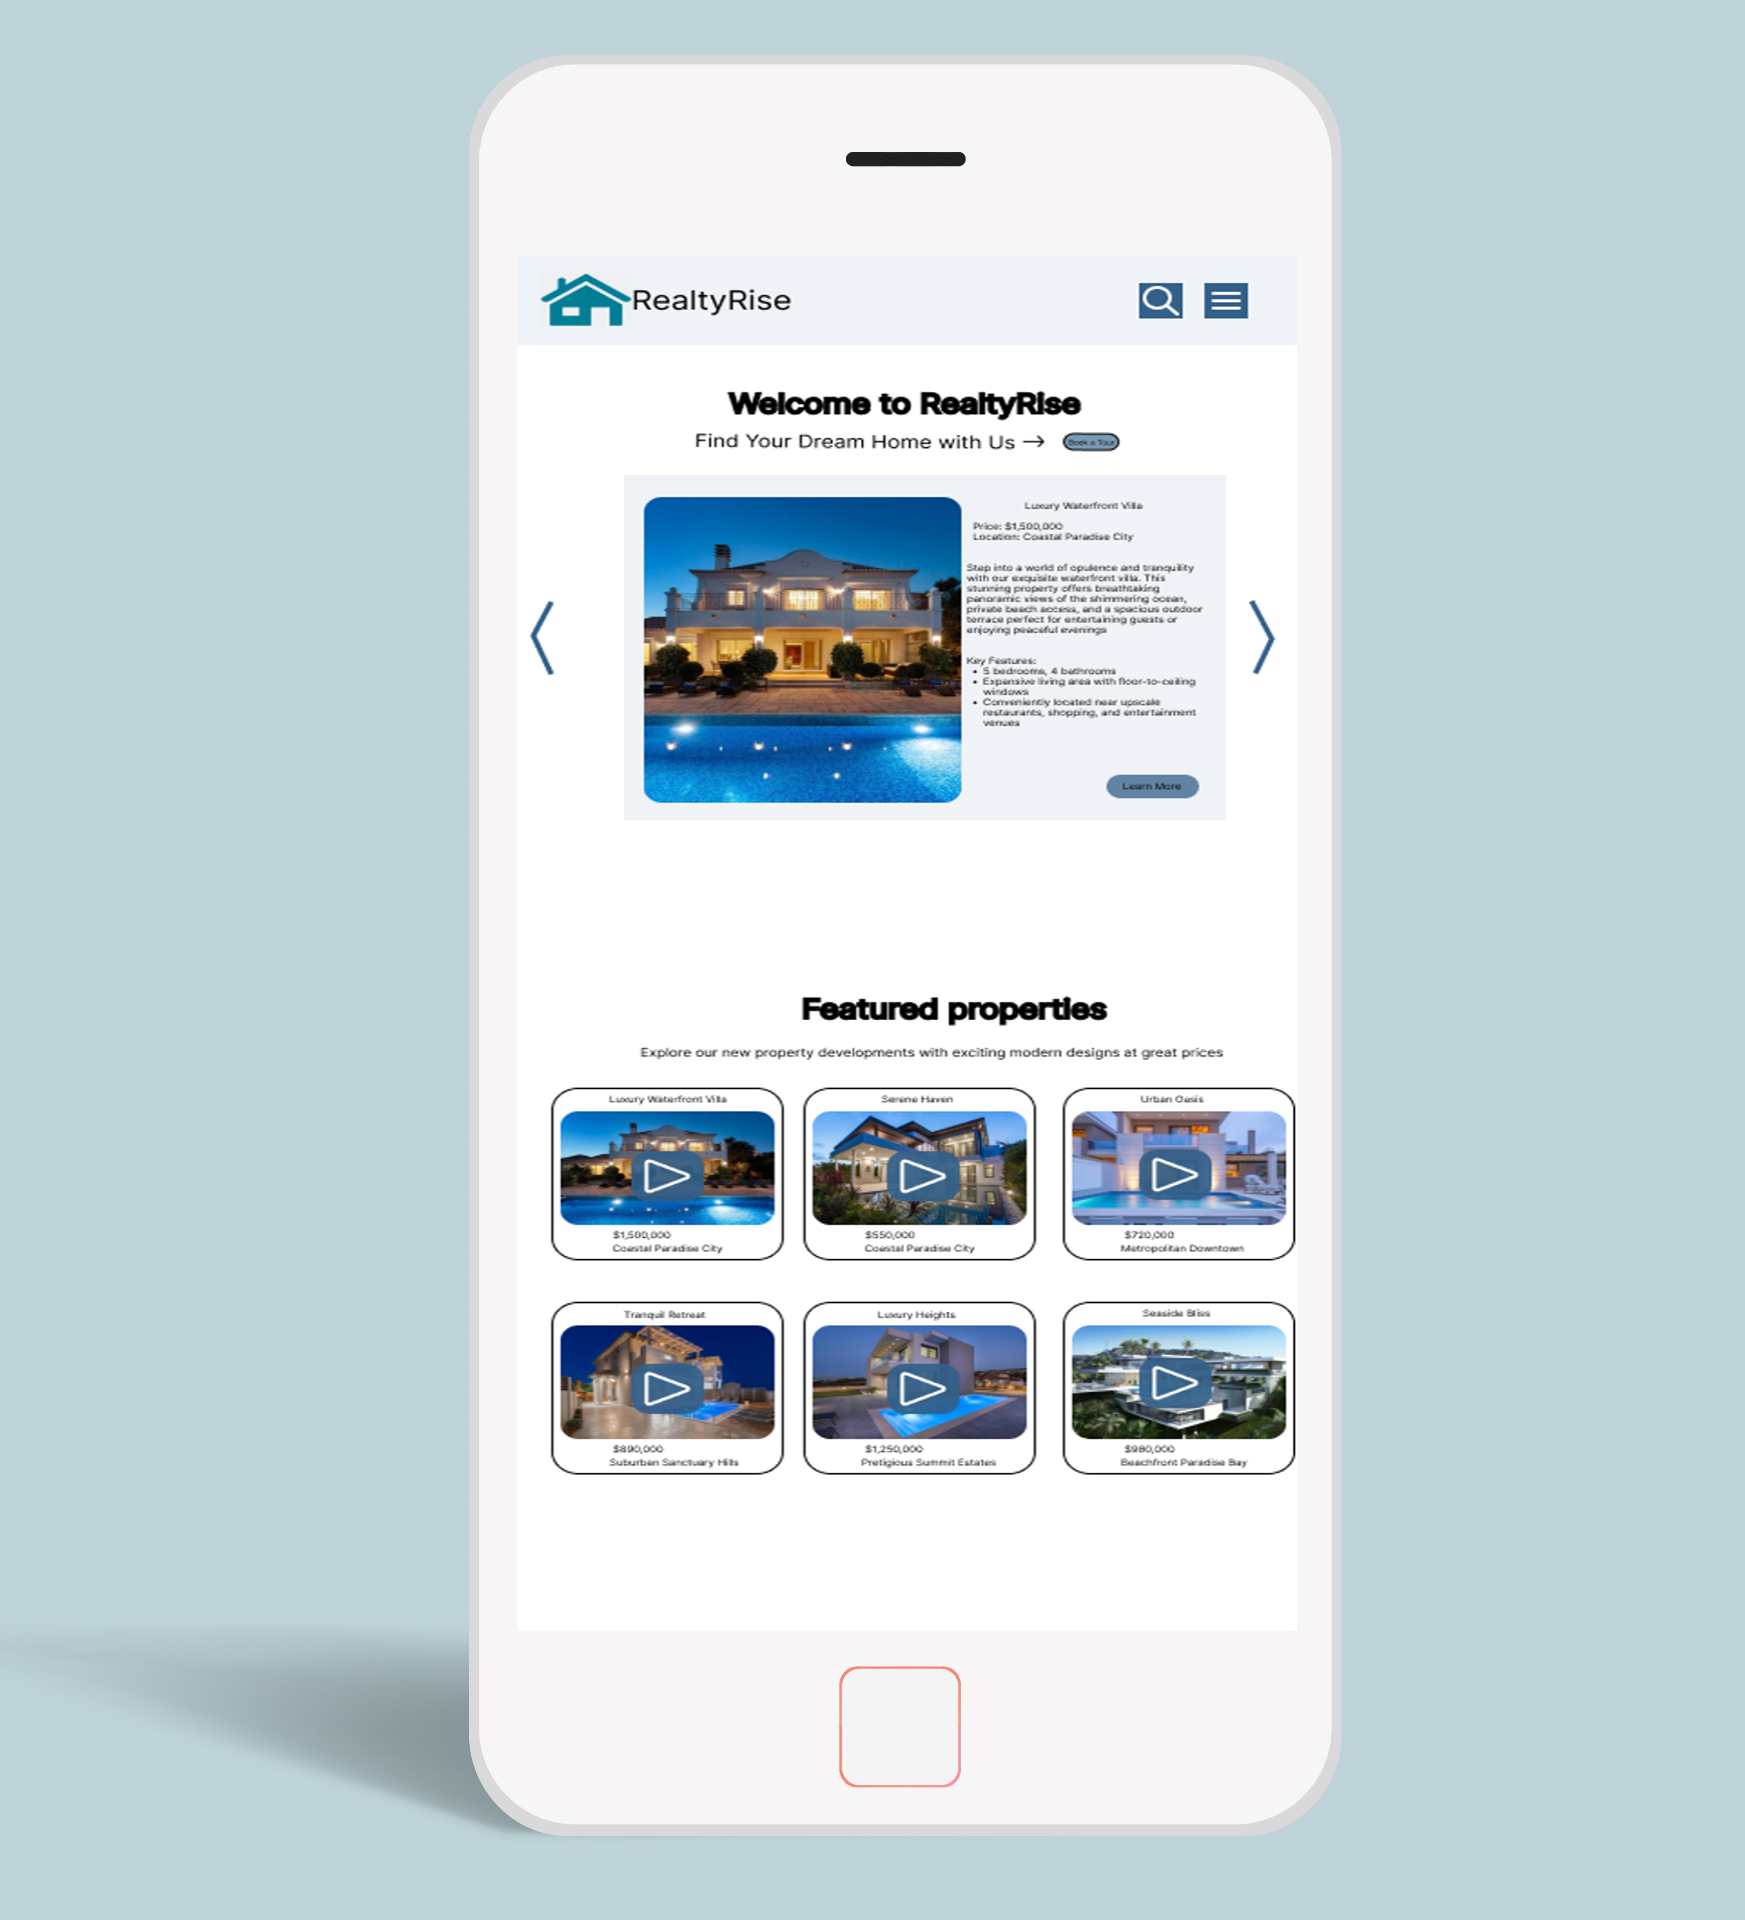 RealtyRise
Welcome to RealtyRise
Find Your Dream Home with Us → Book a Tour
Luxury Waterfront Villa
Price: $1,500,000
Location: Coastal Paradise City
Step into a world of opulence and tranquility
with our exquisite waterfront villa. This
stunning property offers breathtaking
panoramic views of the shimmering ocean,
private beach access, and a spacious outdoor
terrace perfect for entertaining guests or
enjoying peaceful evenings
Key Features:
• 5 bedrooms, 4 bathrooms
• Expansive living area with floor-to-ceiling
windows
• Conveniently located near upscale
restaurants, shopping, and entertainment
venues
Learn More
Featured properties
Explore our new property developments with exciting modern designs at great prices
Luxury Waterfront Villa
$1,500,000
Coastal Paradise City
Serene Haven
$550,000
Coastal Paradise City
Urban Oasis
$720,000
Metropolitan Downtown
Tranquil Retreat
$890,000
Suburban Sanctuary Hills
Luxury Heights
$1,250,000
Pretigious Summit Estates
Seaside Bliss
$980,000
Beachfront Paradise Bay